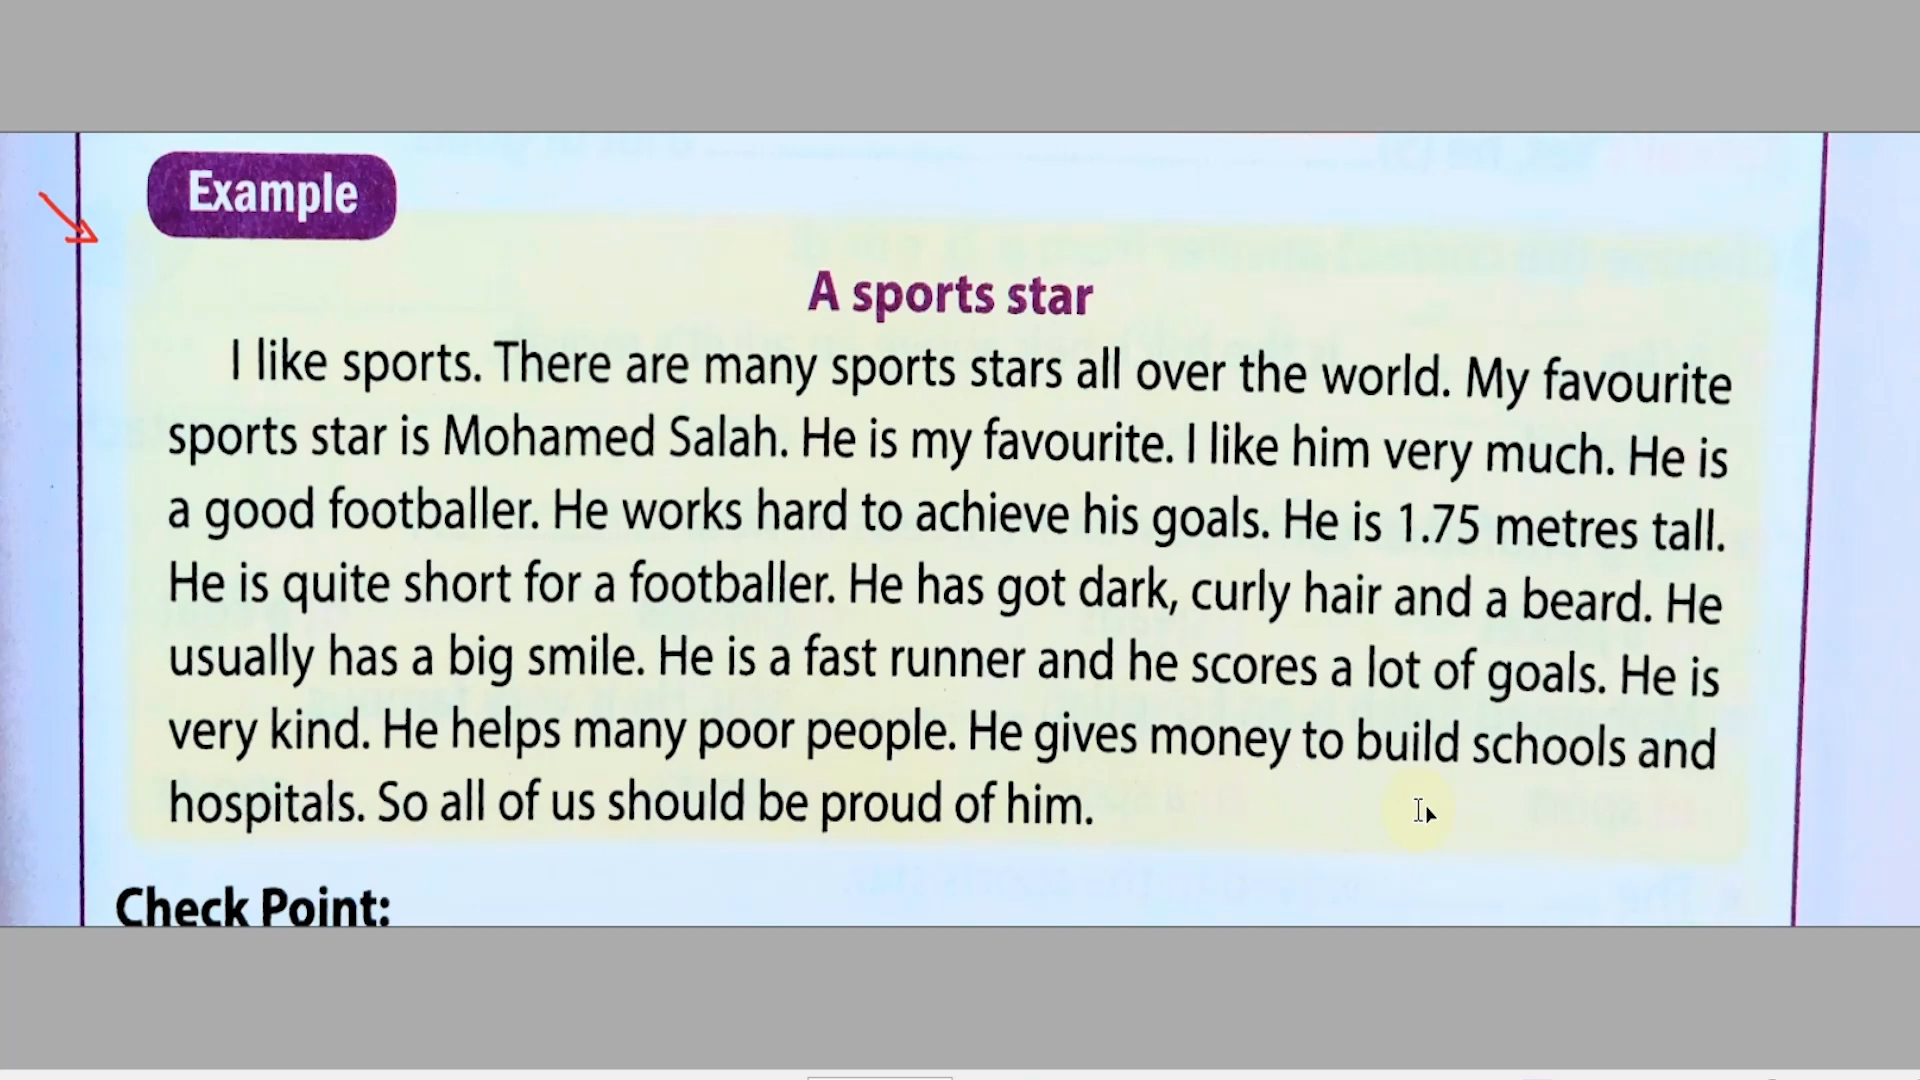 Example
A sports star
I like sports. There are many sports stars all over the world. My favourite
sports star is Mohamed Salah. He is my favourite. I like him very much. He is
a good footballer. He works hard to achieve his goals. He is 1.75 metres tall.
He is quite short for a footballer. He has got dark, curly hair and a beard. He
usually has a big smile. He is a fast runner and he scores a lot of goals. He is
very kind. He helps many poor people. He gives money to build schools and
hospitals. So all of us should be proud of him.
Check Point: